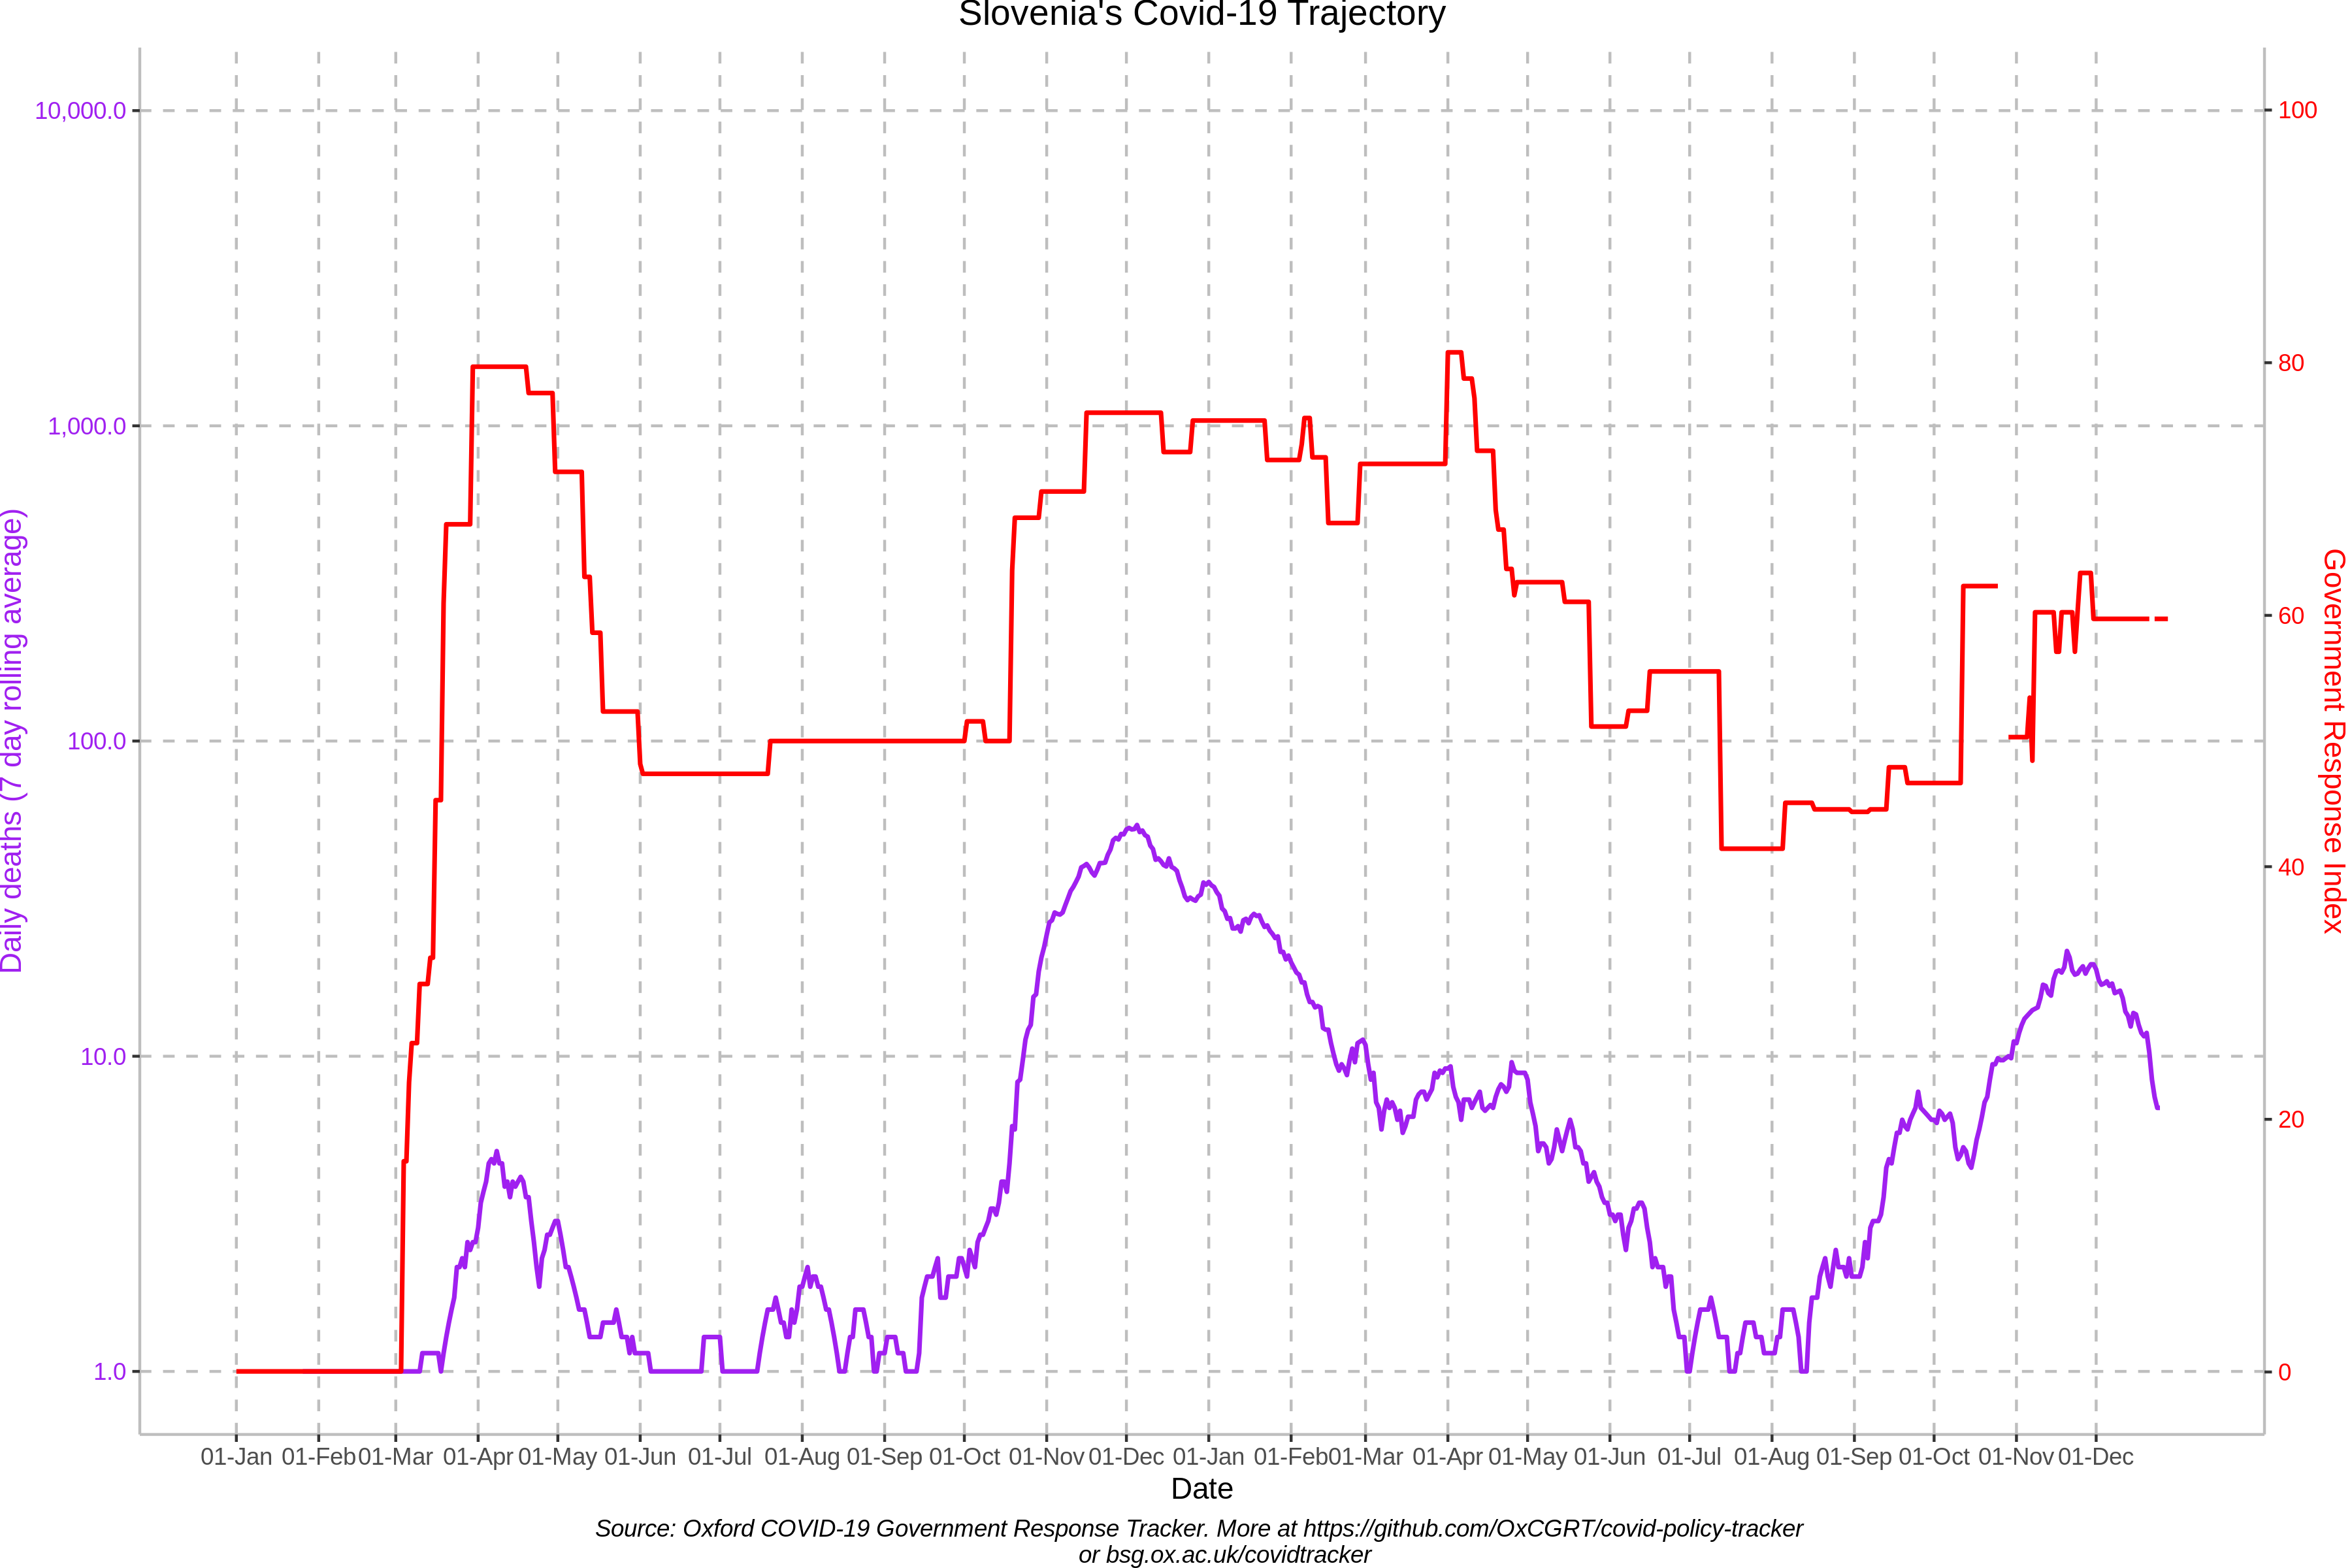 Slovenia's Covid-19 Trajectory
10,000.0
1,000.0
100.0
10.0
1.0
Daily deaths (7 day rolling average)
100
80
60
40
20
0
Government Response Index
01-Jan 01-Feb 01-Mar 01-Apr 01-May 01-Jun 01-Jul 01-Aug 01-Sep 01-Oct 01-Nov 01-Dec 01-Jan 01-Feb 01-Mar 01-Apr 01-May 01-Jun 01-Jul 01-Aug 01-Sep 01-Oct 01-Nov 01-Dec
Date
Source: Oxford COVID-19 Government Response Tracker. More at https://github.com/OxCGRT/covid-policy-tracker
or bsg.ox.ac.uk/covidtracker